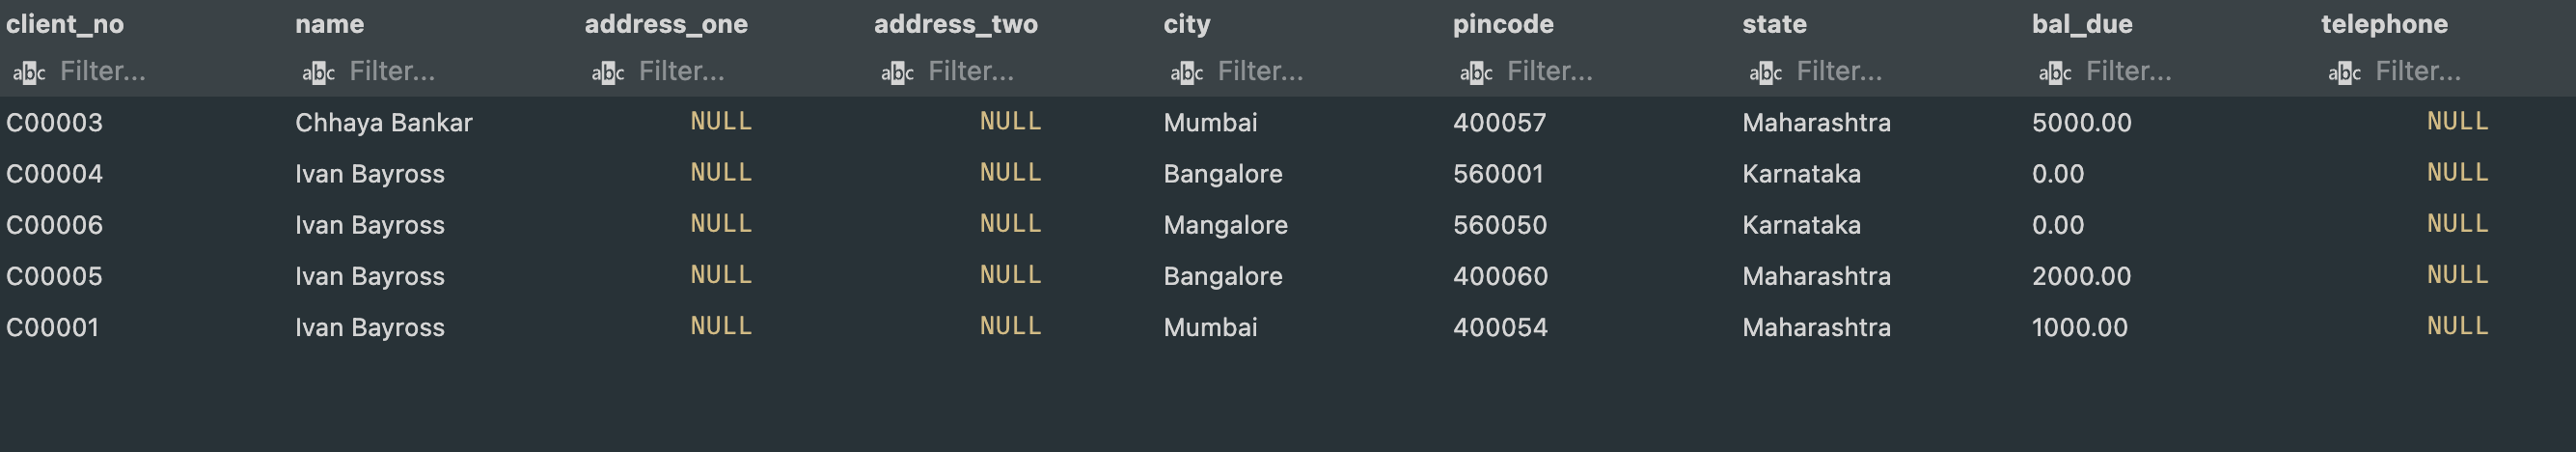 client_no name address_one address_two city pincode state bal_due telephone
abc Filter... abc Filter... abc Filter... abc Filter... abc Filter... abc Filter... abc Filter... abc Filter... abc Filter...
C00003 Chhaya Bankar NULL NULL Mumbai 400057 Maharashtra 5000.00 NULL
C00004 Ivan Bayross NULL NULL Bangalore 560001 Karnataka 0.00 NULL
C00006 Ivan Bayross NULL NULL Mangalore 560050 Karnataka 0.00 NULL
C00005 Ivan Bayross NULL NULL Bangalore 400060 Maharashtra 2000.00 NULL
C00001 Ivan Bayross NULL NULL Mumbai 400054 Maharashtra 1000.00 NULL